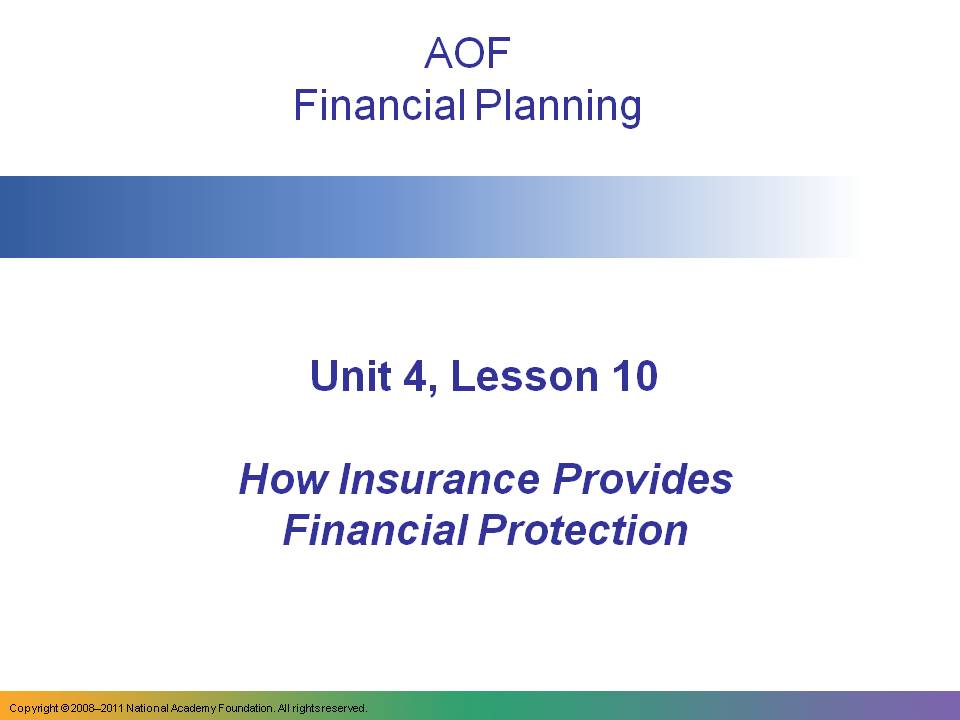 AOF
Financial Planning
Unit 4, Lesson 10
How Insurance Provides
Financial Protection
Copyright © 2008–2011 National Academy Foundation. All rights reserved.